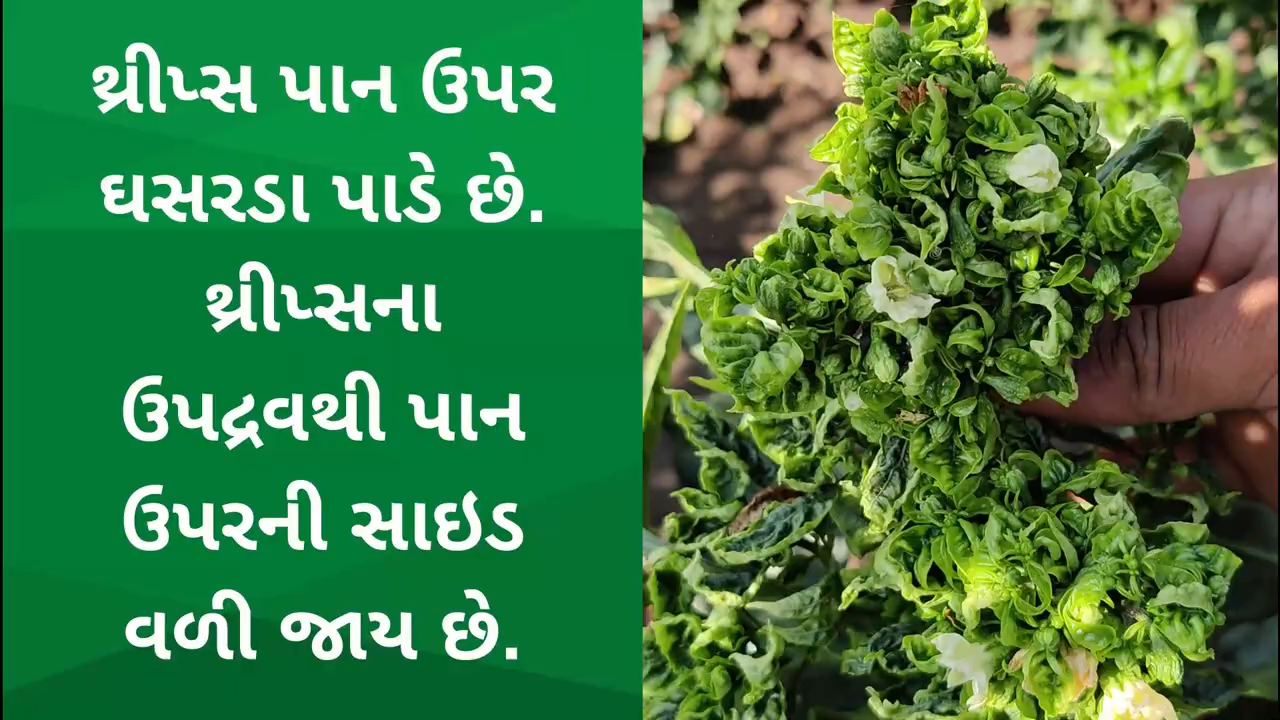 થ્રીપ્સ પાન ઉપર
ઘસરડા પાડે છે.
થ્રીપ્સના
ઉપદ્રવથી પાન
ઉપરની સાઇડ
વળી જાય છે.